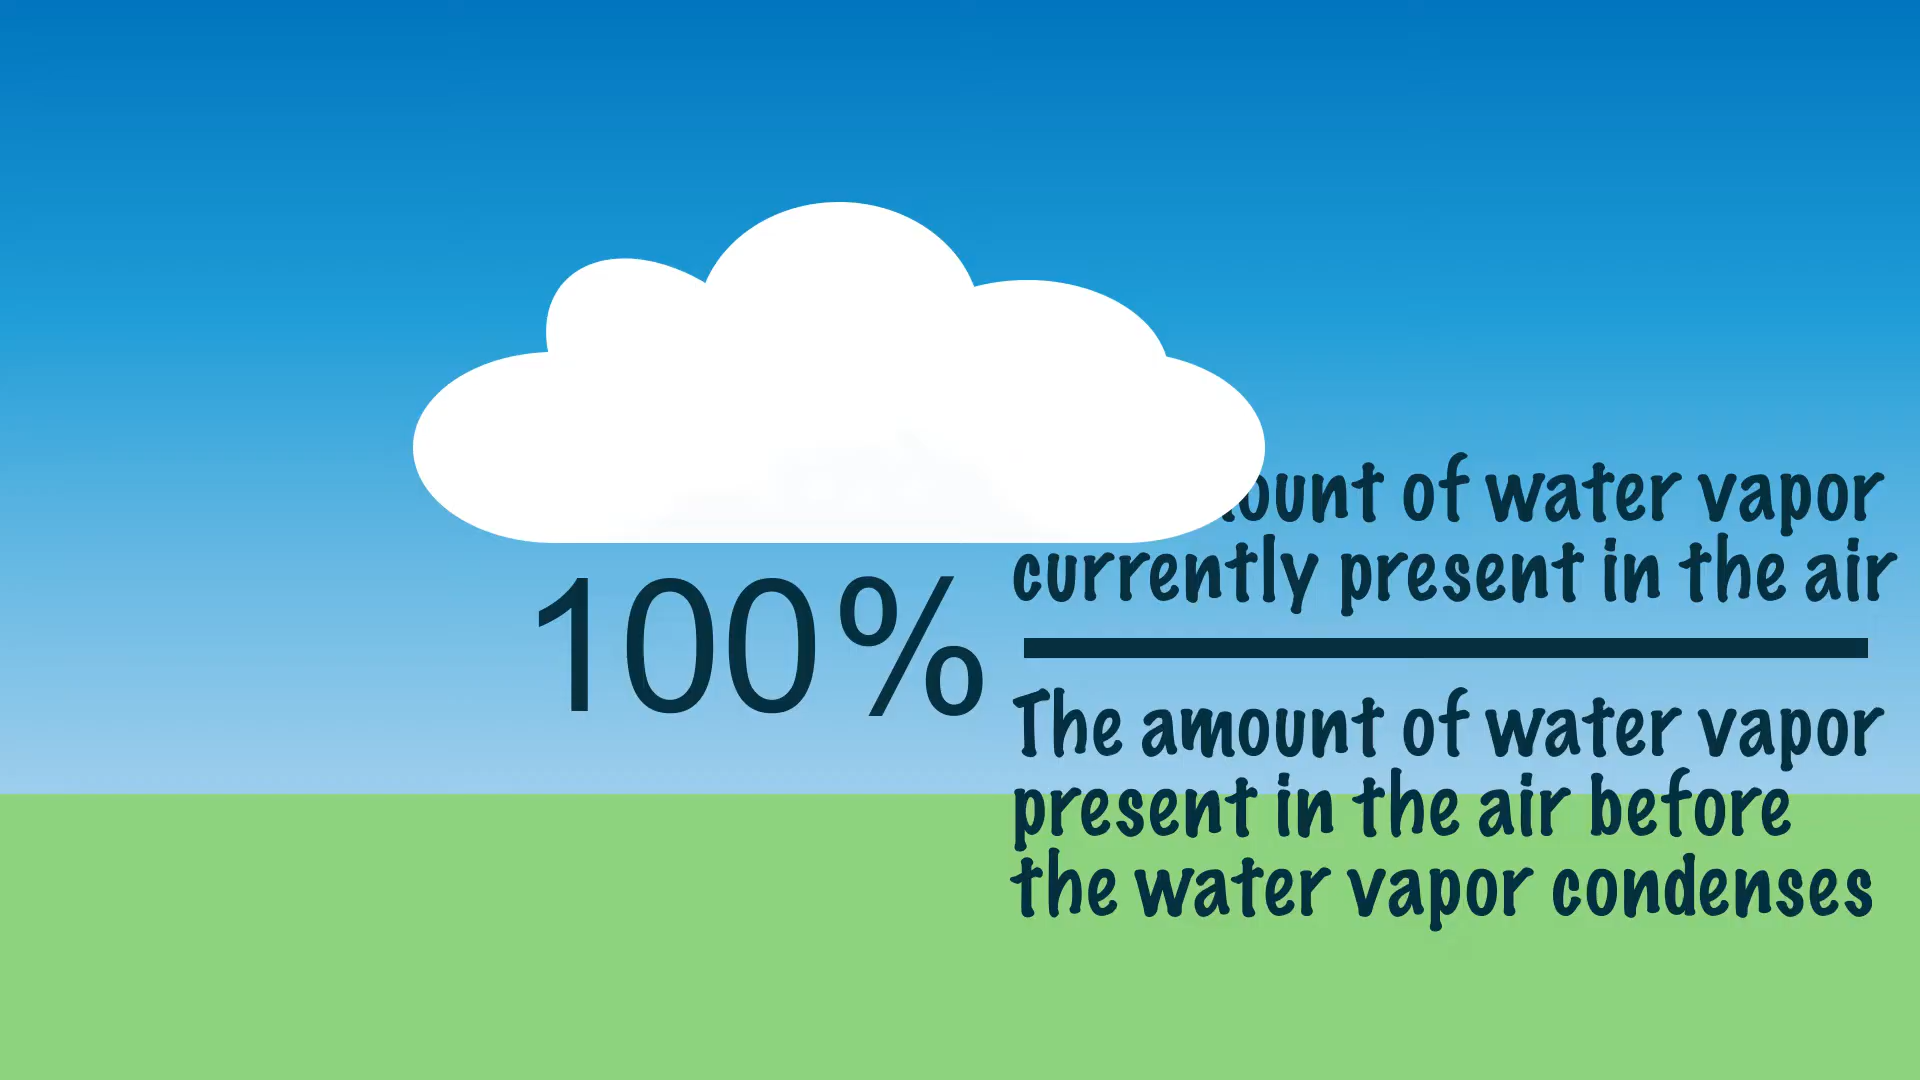 of water vapor
currently present in the air
100%
The amount of water vapor
present in the air before
the water vapor condenses